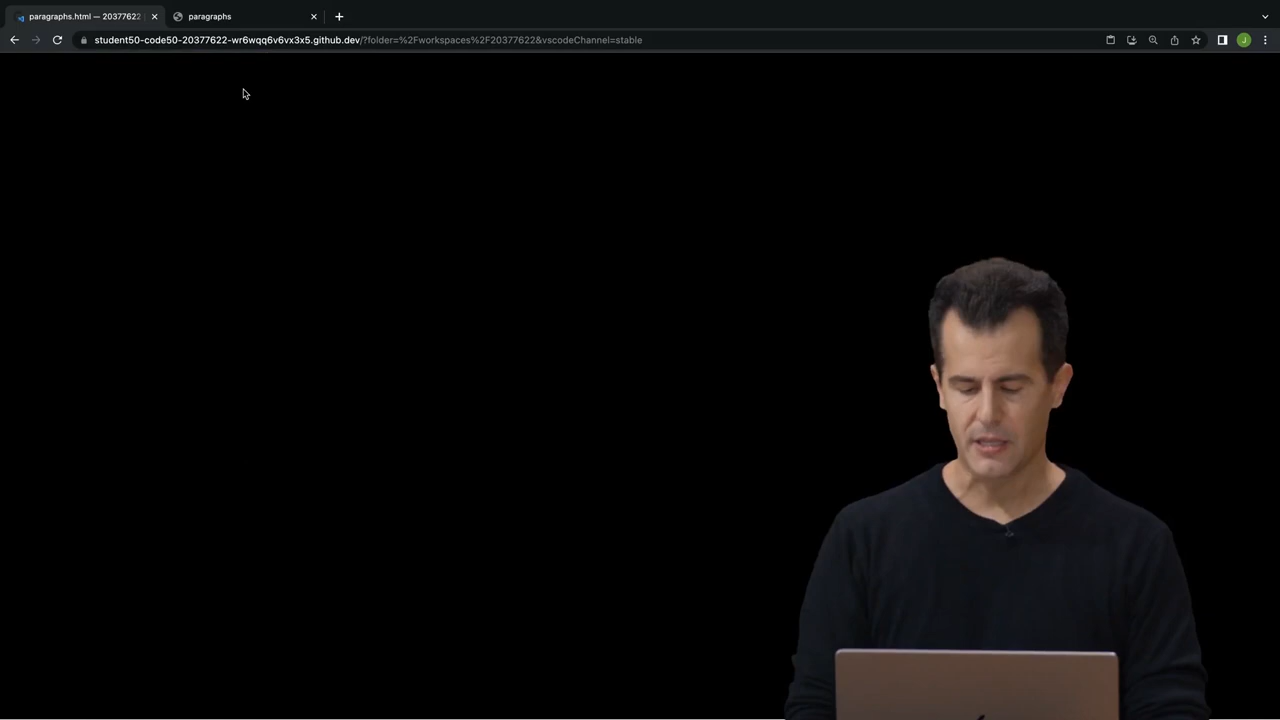 paragraphs.html — 20377622
paragraphs
student50-code50-20377622-wr6wqq6v6vx3x5.github.dev/?folder=%2Fworkspaces%2F20377622&vscodeChannel=stable
J